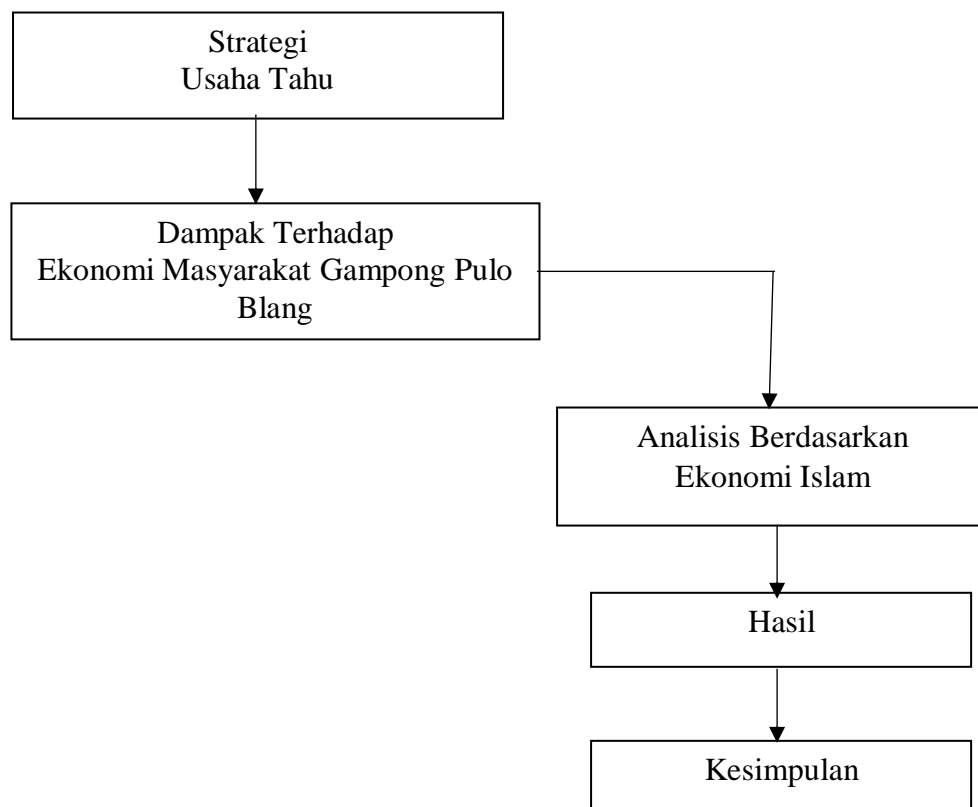 Strategi
Usaha Tahu
Dampak Terhadap
Ekonomi Masyarakat Gampong Pulo
Blang
Analisis Berdasarkan
Ekonomi Islam
Hasil
Kesimpulan